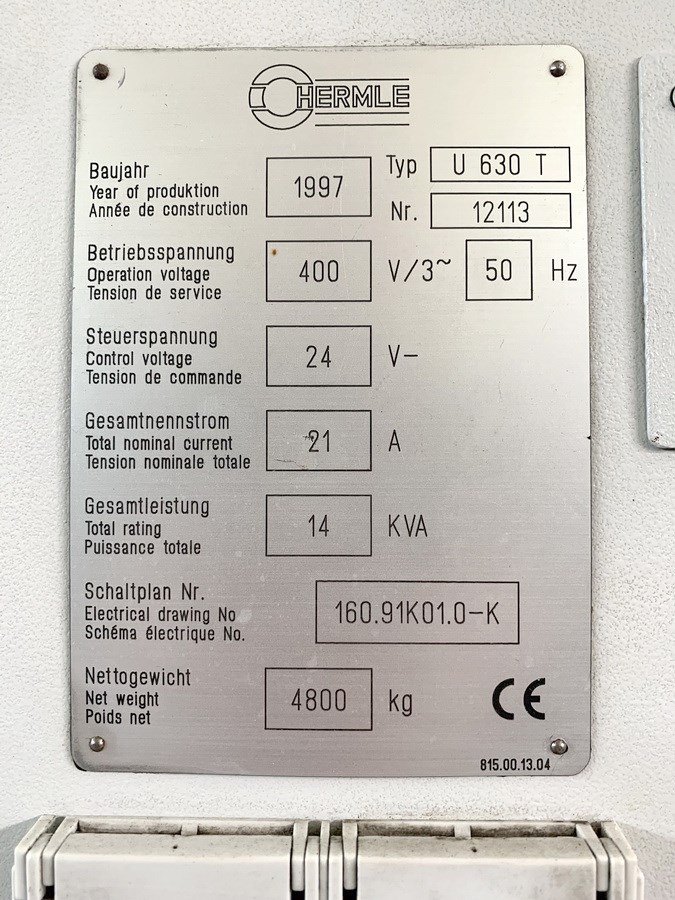 HERMLE
Baujahr
Year of produktion
Année de construction
1997
Typ U 630 T
Nr. 12113
Betriebsspannung
Operation voltage
Tension de service
400 V/3~ 50 Hz
Steuerspannung
Control voltage
Tension de commande
24 V-
Gesamtnennstrom
Total nominal current
Tension nominale totale
21 A
Gesamtleistung
Total rating
Puissance totale
14 KVA
Schaltplan Nr.
Electrical drawing No
Schéma électrique No.
160.91K01.0-K
Nettogewicht
Net weight
Poids net
4800 kg
CE
815.00.13.04